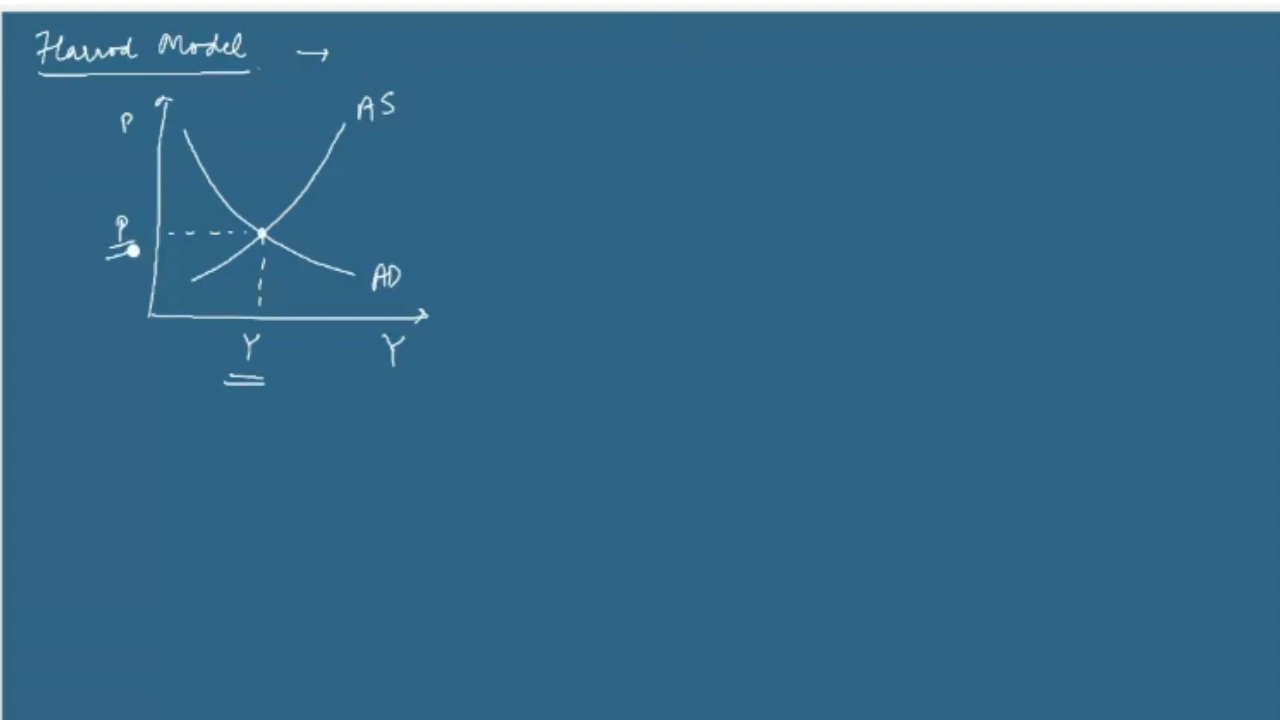 Harrod Model →
AS
P
P
AD
Y Y